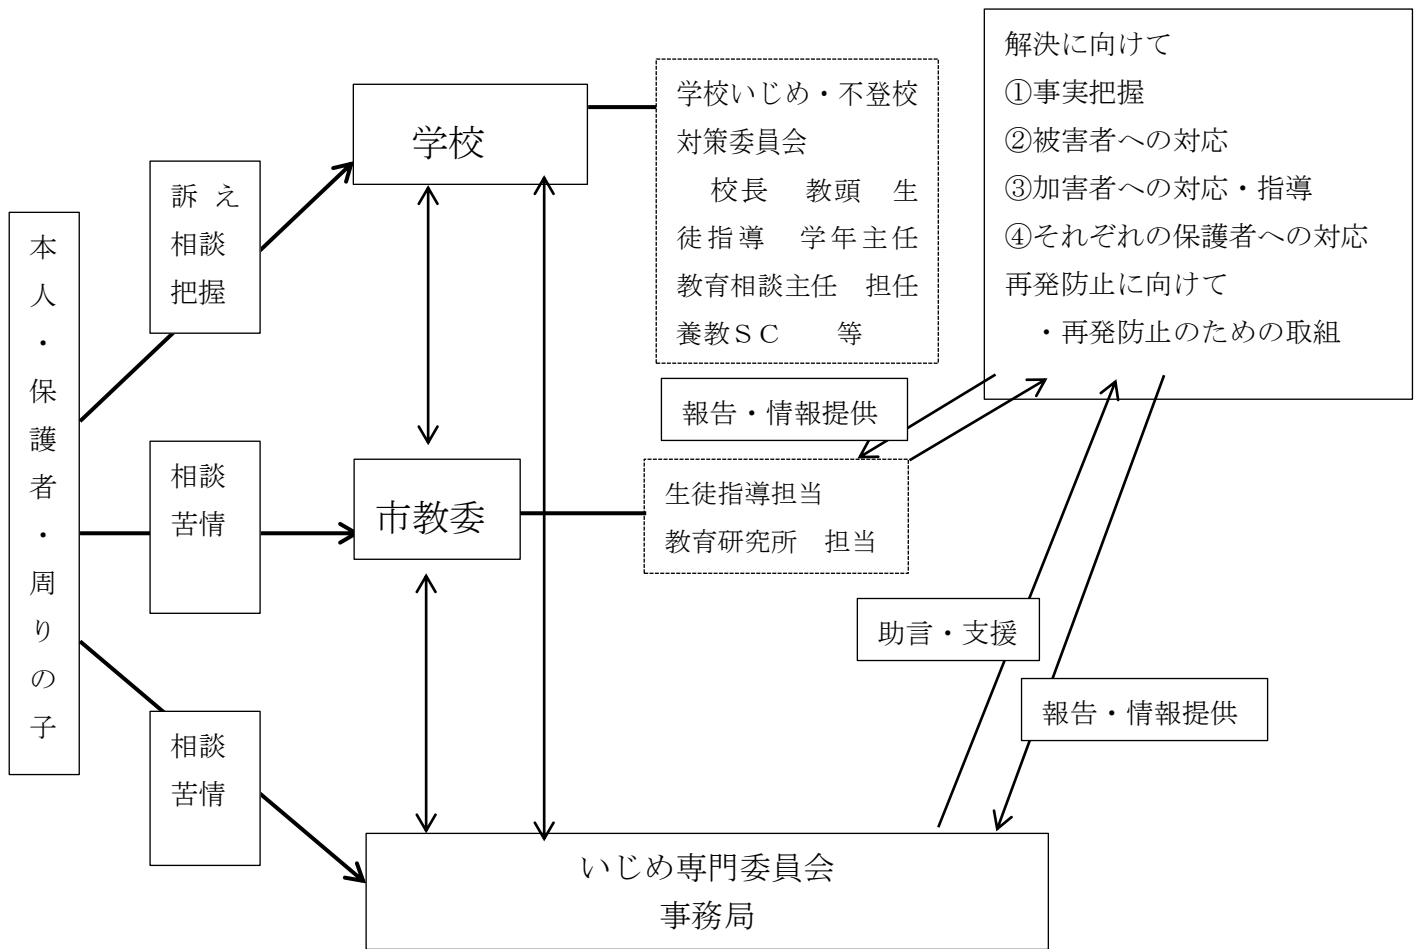 本人・保護者・周りの子
訴え
相談
把握
相談
苦情
相談
苦情
学校
市教委
学校いじめ・不登校
対策委員会
校長　教頭　生
徒指導　学年主任
教育相談主任　担任
養教ＳＣ　　等
報告・情報提供
生徒指導担当
教育研究所　担当
解決に向けて
①事実把握
②被害者への対応
③加害者への対応・指導
④それぞれの保護者への対応
再発防止に向けて
・再発防止のための取組
助言・支援
報告・情報提供
いじめ専門委員会
事務局